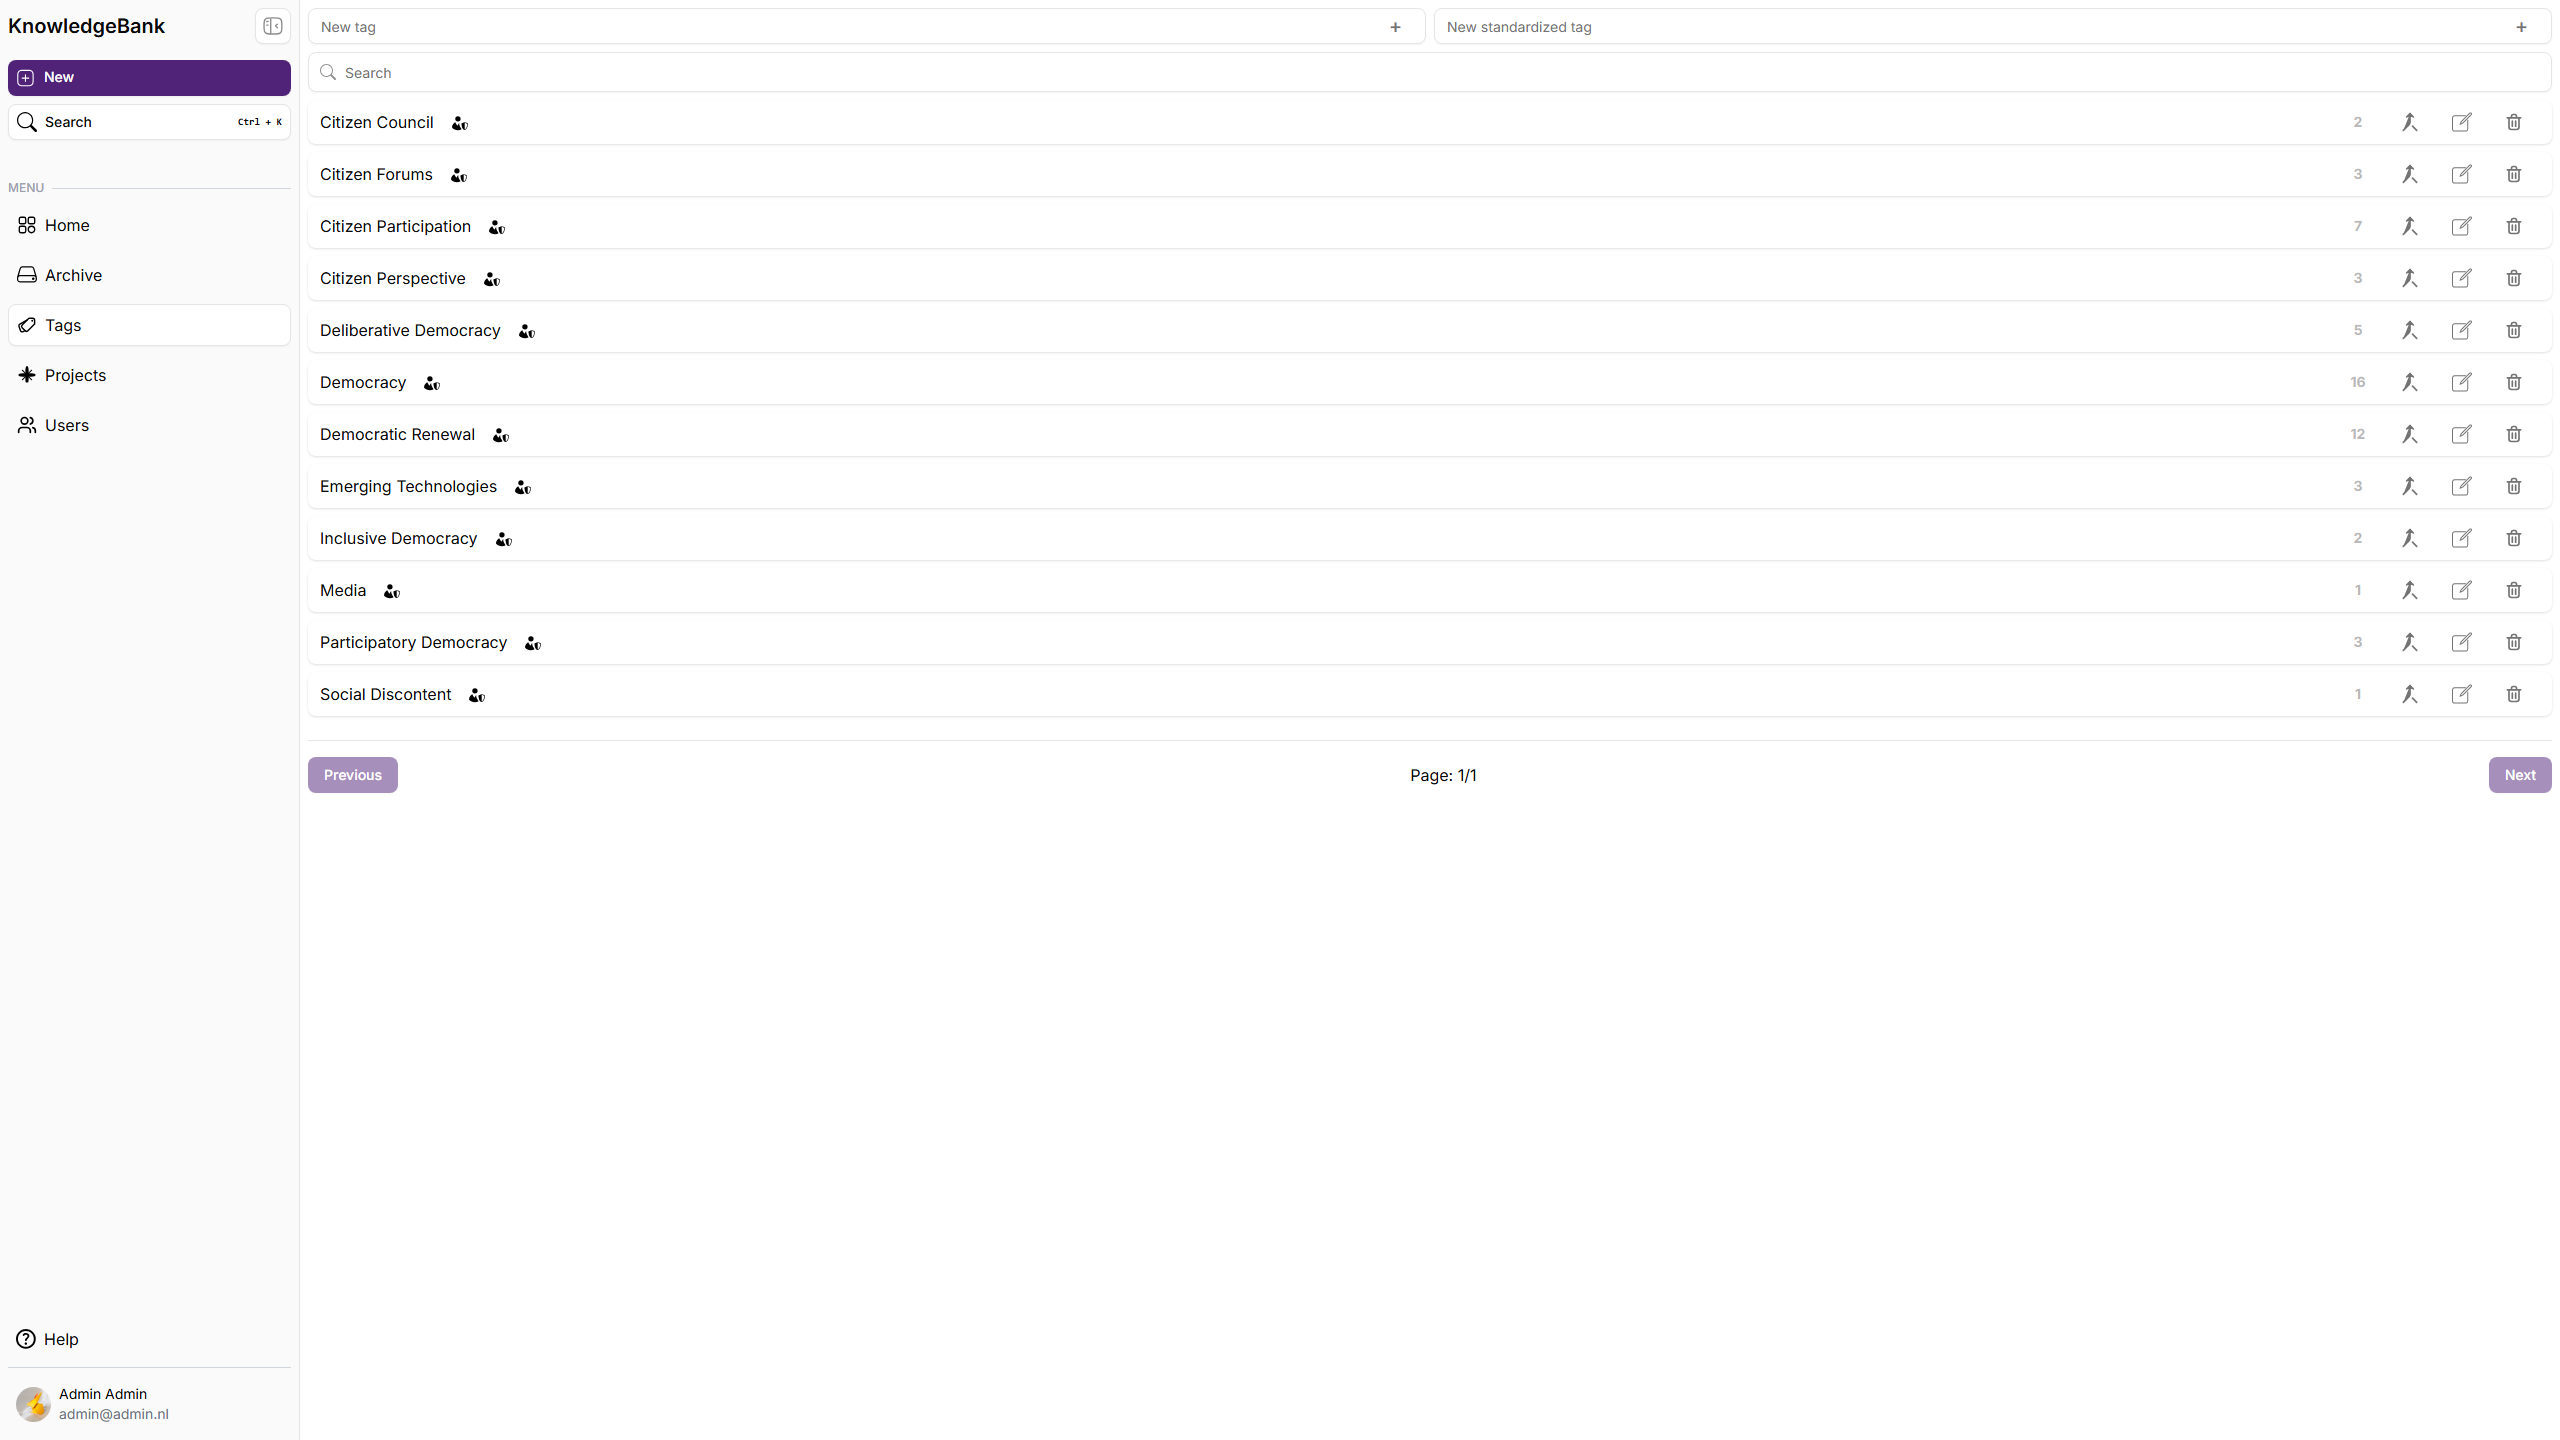 KnowledgeBank
New
Search Ctrl + K
MENU
Home
Archive
Tags
Projects
Users
Help
Admin Admin
admin@admin.nl
New tag +
New standardized tag +
Search
Citizen Council 2
Citizen Forums 3
Citizen Participation 7
Citizen Perspective 3
Deliberative Democracy 5
Democracy 16
Democratic Renewal 12
Emerging Technologies 3
Inclusive Democracy 2
Media 1
Participatory Democracy 3
Social Discontent 1
Previous
Page: 1/1
Next